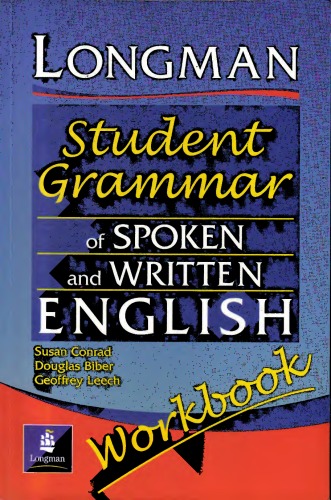 LONGMAN
Student
Grammar
of SPOKEN
and WRITTEN
ENGLISH
Susan Conrad
Douglas Biber
Geoffrey Leech
Workbook
Longman